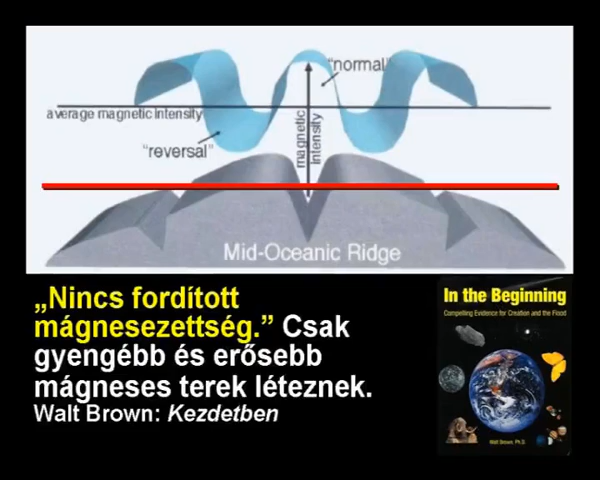 "normal"
average magnetic intensity
magnetic intensity
"reversal"
Mid-Oceanic Ridge
„Nincs fordított
mágnesezettség.” Csak
gyengébb és erősebb
mágneses terek léteznek.
Walt Brown: Kezdetben
In the Beginning
Compelling Evidence for Creation and the Flood
Walt Brown, Ph.D.